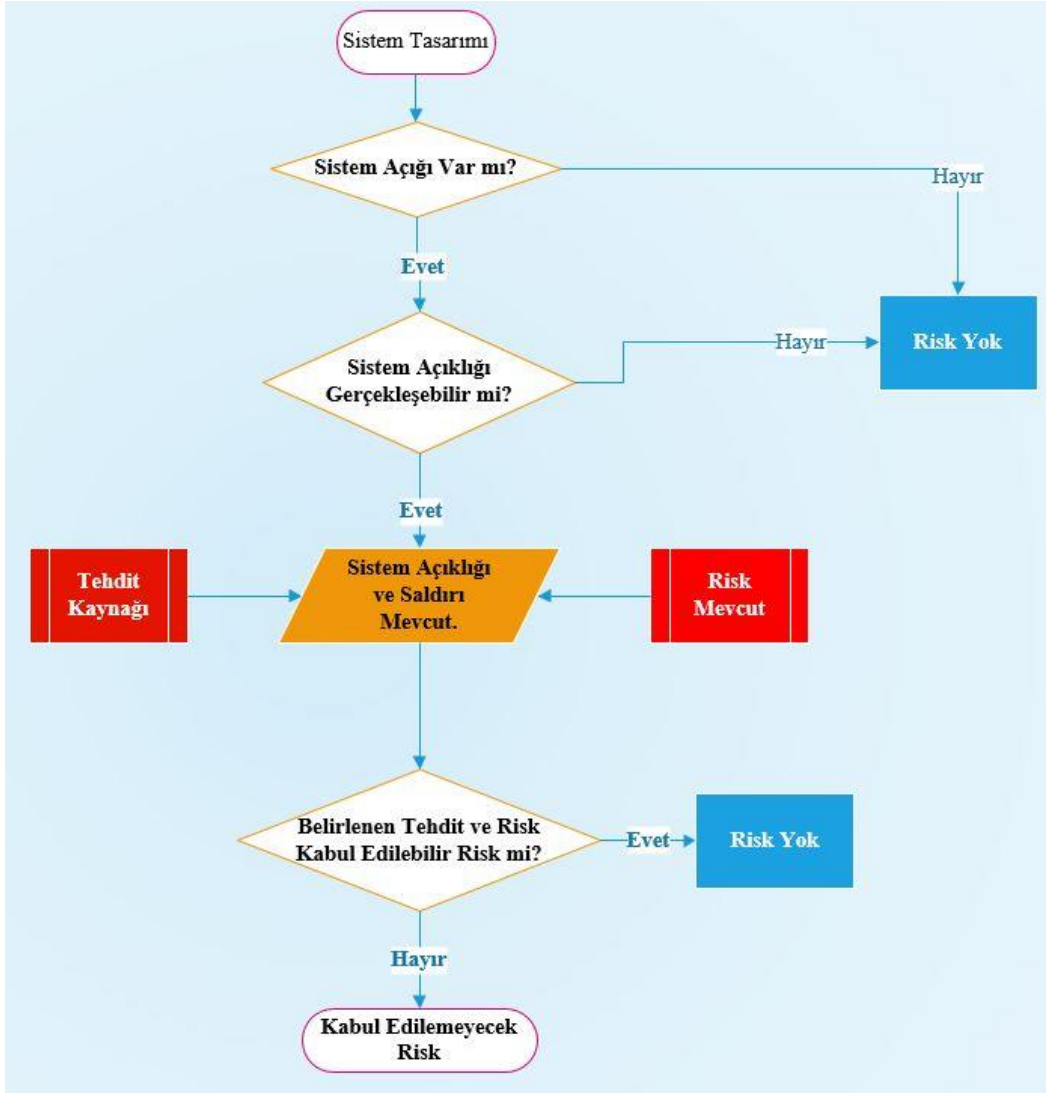 Sistem Tasarımı
Sistem Açığı Var mı?
Hayır
Evet
Risk Yok
Sistem Açıklığı
Gerçekleşebilir mi?
Hayır
Evet
Tehdit
Kaynağı
Sistem Açıklığı
ve Saldırı
Mevcut.
Risk
Mevcut
Belirlenen Tehdit ve Risk
Kabul Edilebilir Risk mi?
Evet
Risk Yok
Hayır
Kabul Edilemeyecek
Risk